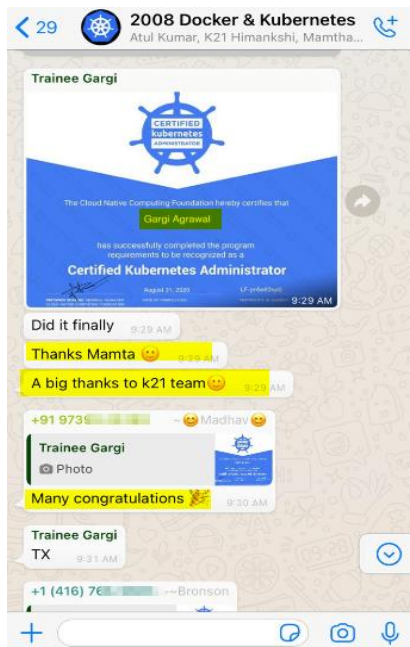 29
2008 Docker & Kubernetes
Atul Kumar, K21 Himankshi, Mamtha...
Trainee Gargi
CERTIFIED
kubernetes
ADMINISTRATOR
The Cloud Native Computing Foundation hereby certifies that
Gargi Agrawal
has successfully completed the program
requirements to be recognized as a
Certified Kubernetes Administrator
August 21, 2020
9:29 AM
Did it finally 9:29 AM
Thanks Mamta 🙂 9:29 AM
A big thanks to k21 team🙂 9:29 AM
+91 973 ~😊Madhav😊
Trainee Gargi
Photo
Many congratulations 🎉 9:30 AM
Trainee Gargi
TX 9:31 AM
+1 (416) 76 ~Bronson